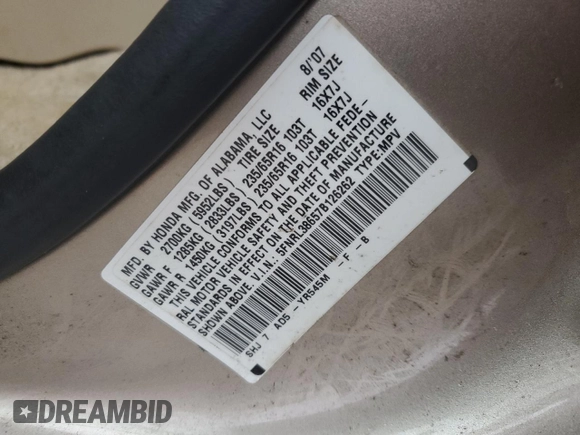 MFD. BY HONDA MFG. OF ALABAMA, LLC 8/'07
GVWR 2700KG (5952LBS) TIRE SIZE RIM SIZE
GAWR F 1285KG (2833LBS) 235/65R16 103T 16X7J
GAWR R 1450KG (3197LBS) 235/65R16 103T 16X7J
THIS VEHICLE CONFORMS TO ALL APPLICABLE FEDE-
RAL MOTOR VEHICLE SAFETY AND THEFT PREVENTION
STANDARDS IN EFFECT ON THE DATE OF MANUFACTURE
SHOWN ABOVE. V.I.N.: 5FNRL38657B126262 TYPE:MPV
SHJ 7 AD5 -YR545M -F -B
DREAMBID